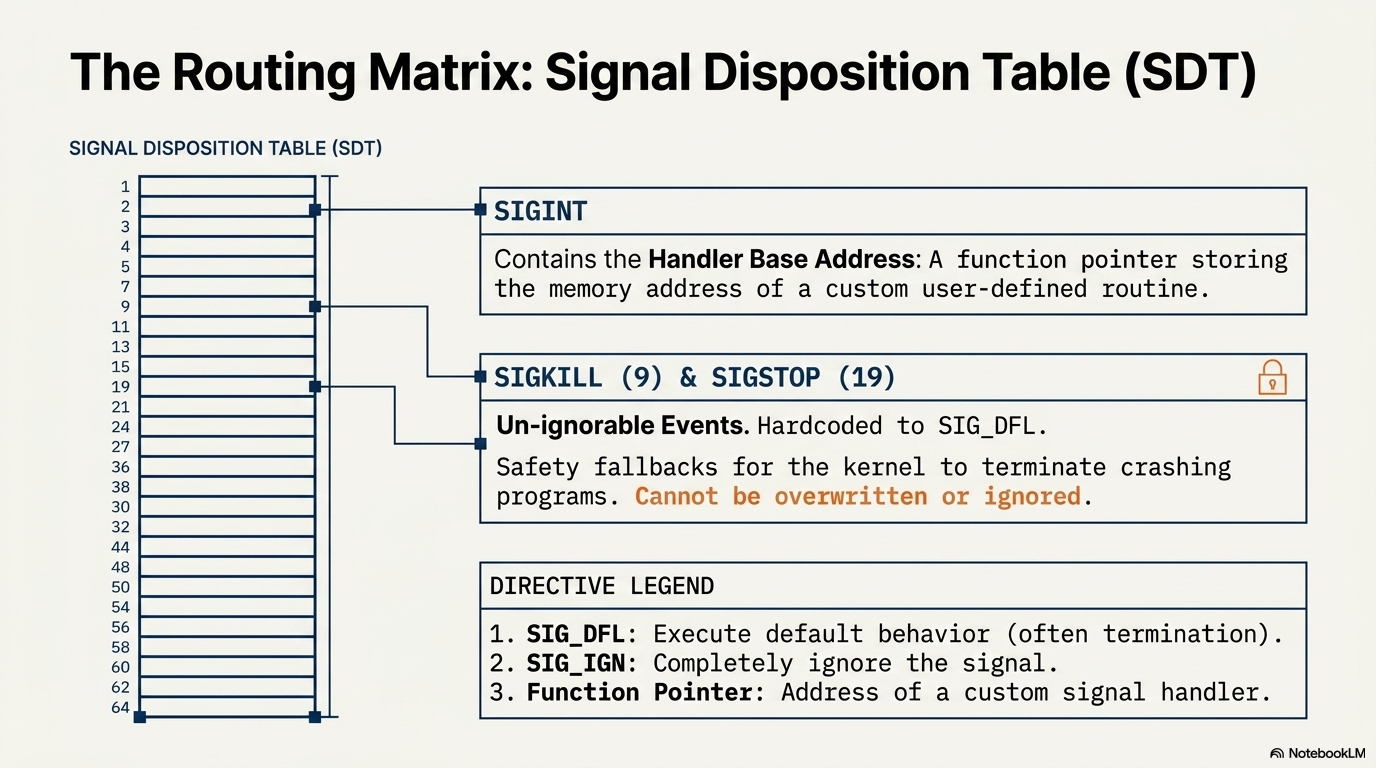 The Routing Matrix: Signal Disposition Table (SDT)
SIGNAL DISPOSITION TABLE (SDT)
1
2
3
4
5
7
9
11
13
15
19
21
24
27
36
38
30
32
44
48
50
54
56
58
60
62
64
SIGINT
Contains the Handler Base Address: A function pointer storing
the memory address of a custom user-defined routine.
SIGKILL (9) & SIGSTOP (19)
Un-ignorable Events. Hardcoded to SIG_DFL.
Safety fallbacks for the kernel to terminate crashing
programs. Cannot be overwritten or ignored.
DIRECTIVE LEGEND
1. SIG_DFL: Execute default behavior (often termination).
2. SIG_IGN: Completely ignore the signal.
3. Function Pointer: Address of a custom signal handler.
NotebookLM